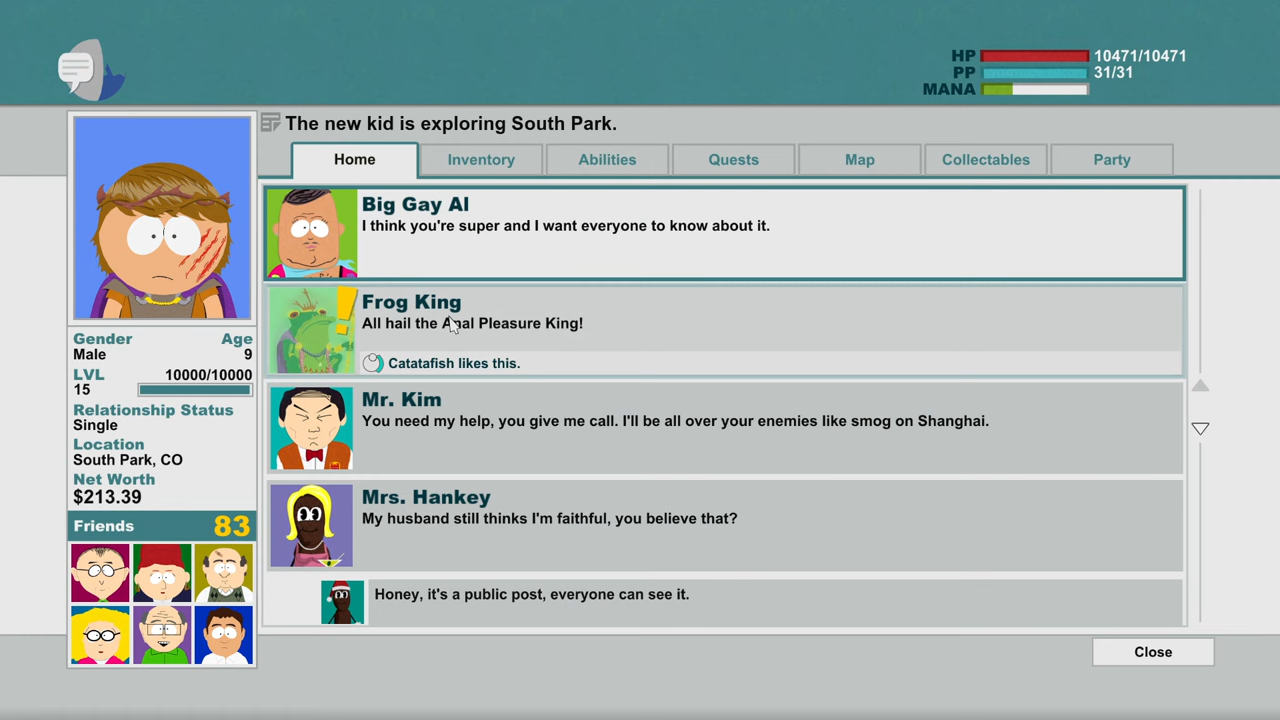 HP 10471/10471
PP 31/31
MANA
The new kid is exploring South Park.
Home Inventory Abilities Quests Map Collectables Party
Big Gay Al
I think you're super and I want everyone to know about it.
Frog King
All hail the Anal Pleasure King!
Catatafish likes this.
Mr. Kim
You need my help, you give me call. I'll be all over your enemies like smog on Shanghai.
Mrs. Hankey
My husband still thinks I'm faithful, you believe that?
Honey, it's a public post, everyone can see it.
Gender Age
Male 9
LVL 10000/10000
15
Relationship Status
Single
Location
South Park, CO
Net Worth
$213.39
Friends 83
Close